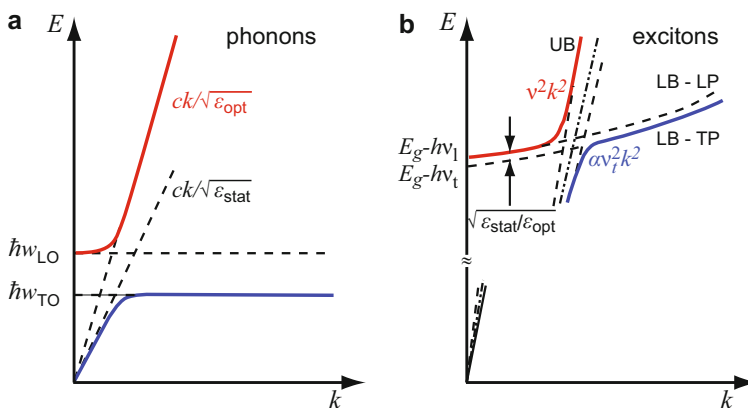 a
E
phonons
ck/√ε_opt
ck/√ε_stat
ħw_LO
ħw_TO
k
b
E
UB
excitons
ν²k²
LB - LP
LB - TP
E_g-hν_l
E_g-hν_t
αν_t²k²
√ε_stat/ε_opt
≈
k